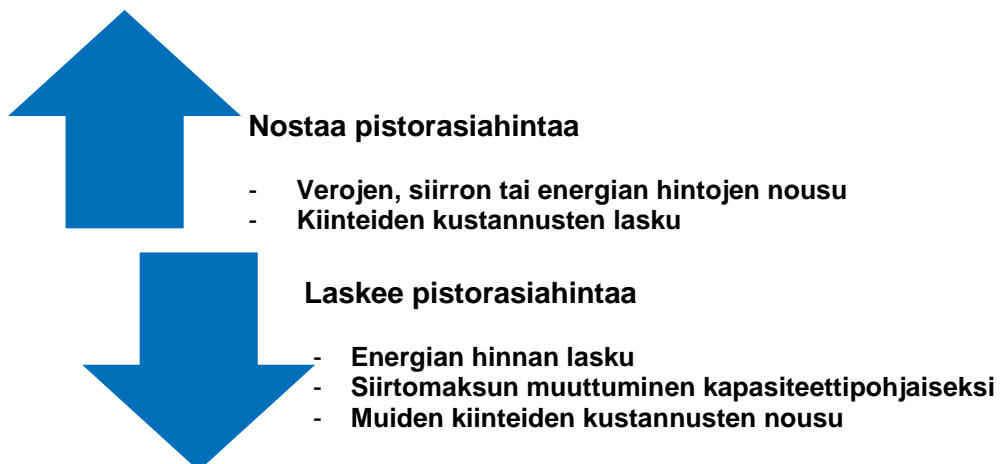 Nostaa pistorasiahintaa
- Verojen, siirron tai energian hintojen nousu
- Kiinteiden kustannusten lasku
Laskee pistorasiahintaa
- Energian hinnan lasku
- Siirtomaksun muuttuminen kapasiteettipohjaiseksi
- Muiden kiinteiden kustannusten nousu